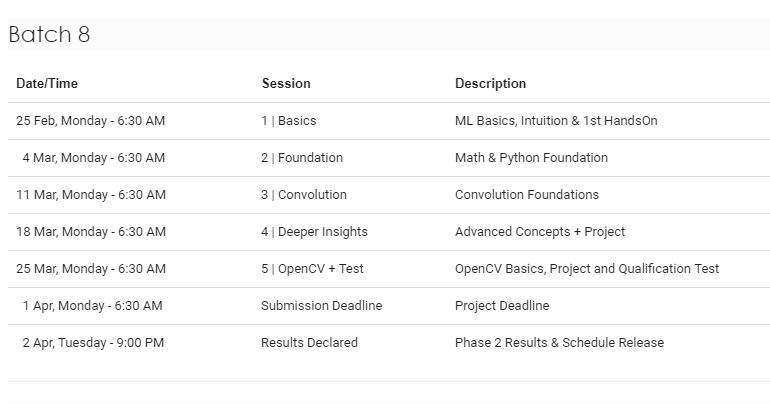 Batch 8
Date/Time Session Description
25 Feb, Monday - 6:30 AM 1 | Basics ML Basics, Intuition & 1st HandsOn
4 Mar, Monday - 6:30 AM 2 | Foundation Math & Python Foundation
11 Mar, Monday - 6:30 AM 3 | Convolution Convolution Foundations
18 Mar, Monday - 6:30 AM 4 | Deeper Insights Advanced Concepts + Project
25 Mar, Monday - 6:30 AM 5 | OpenCV + Test OpenCV Basics, Project and Qualification Test
1 Apr, Monday - 6:30 AM Submission Deadline Project Deadline
2 Apr, Tuesday - 9:00 PM Results Declared Phase 2 Results & Schedule Release